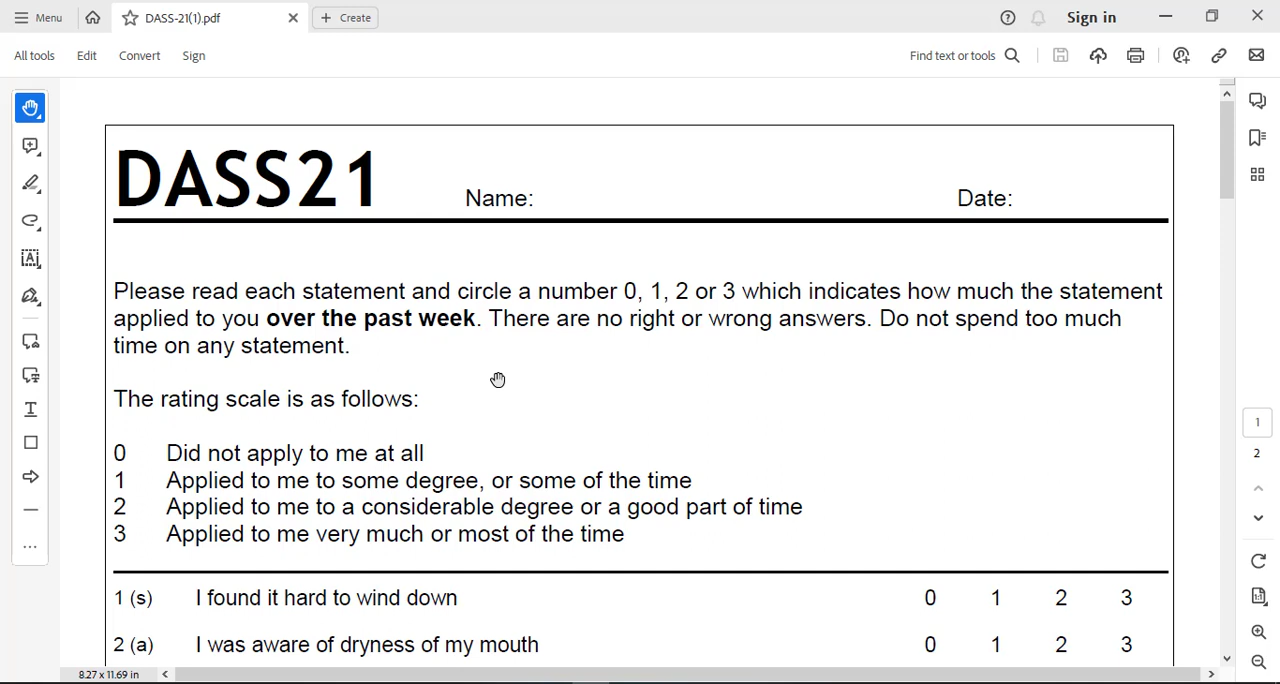 Menu
DASS-21(1).pdf
Create
Sign in
All tools Edit Convert Sign
Find text or tools
DASS21 Name: Date:
Please read each statement and circle a number 0, 1, 2 or 3 which indicates how much the statement
applied to you over the past week. There are no right or wrong answers. Do not spend too much
time on any statement.
The rating scale is as follows:
0 Did not apply to me at all
1 Applied to me to some degree, or some of the time
2 Applied to me to a considerable degree or a good part of time
3 Applied to me very much or most of the time
1 (s) I found it hard to wind down 0 1 2 3
2 (a) I was aware of dryness of my mouth 0 1 2 3
1
2
8.27 x 11.69 in